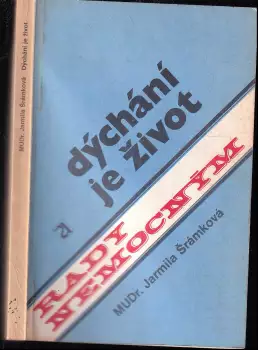 MUDr. Jarmila Šrámková Dýchání je život
dýchání
je život
RADY
NEMOCNÝM
MUDr. Jarmila Šrámková